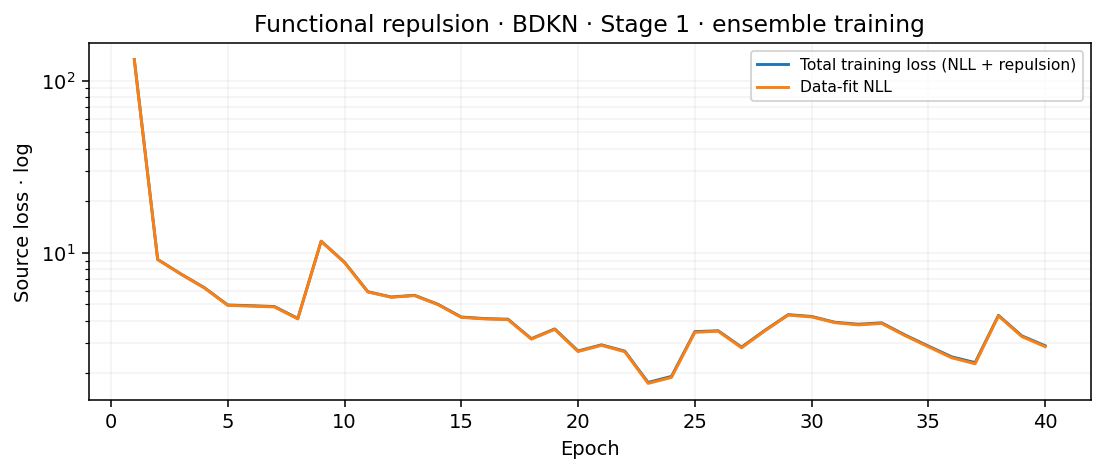 Functional repulsion · BDKN · Stage 1 · ensemble training
Total training loss (NLL + repulsion)
Data-fit NLL
Source loss · log
10²
10¹
0 5 10 15 20 25 30 35 40
Epoch